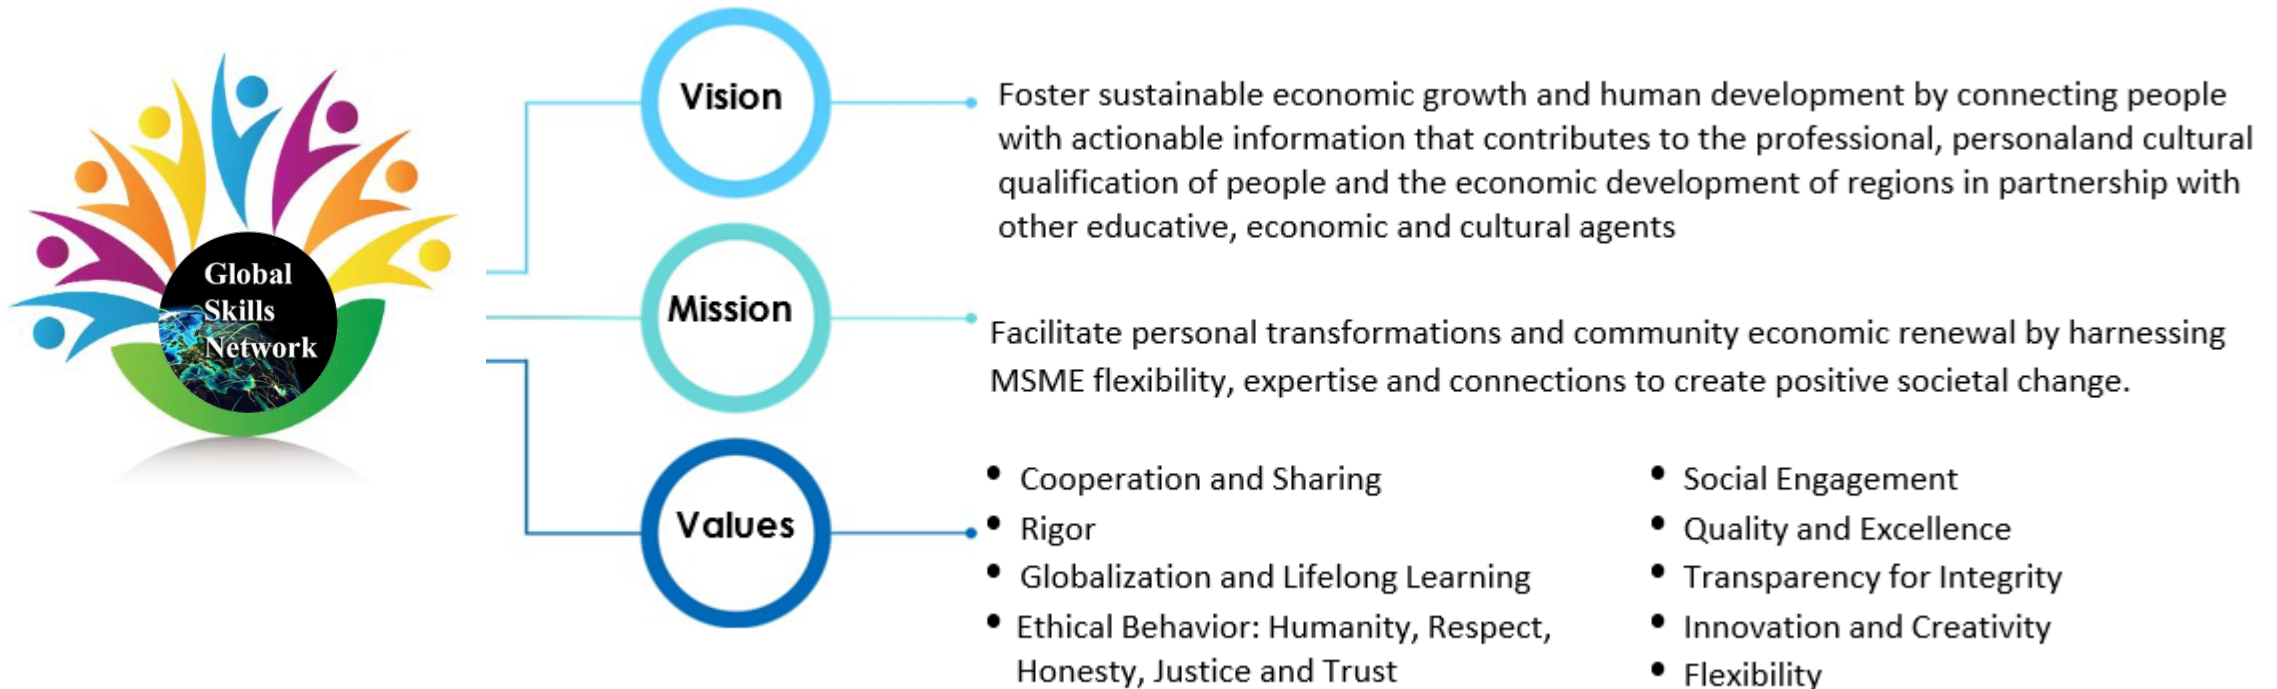 Global
Skills
Network
Vision
Foster sustainable economic growth and human development by connecting people
with actionable information that contributes to the professional, personaland cultural
qualification of people and the economic development of regions in partnership with
other educative, economic and cultural agents
Mission
Facilitate personal transformations and community economic renewal by harnessing
MSME flexibility, expertise and connections to create positive societal change.
Values
• Cooperation and Sharing
• Rigor
• Globalization and Lifelong Learning
• Ethical Behavior: Humanity, Respect,
Honesty, Justice and Trust
• Social Engagement
• Quality and Excellence
• Transparency for Integrity
• Innovation and Creativity
• Flexibility